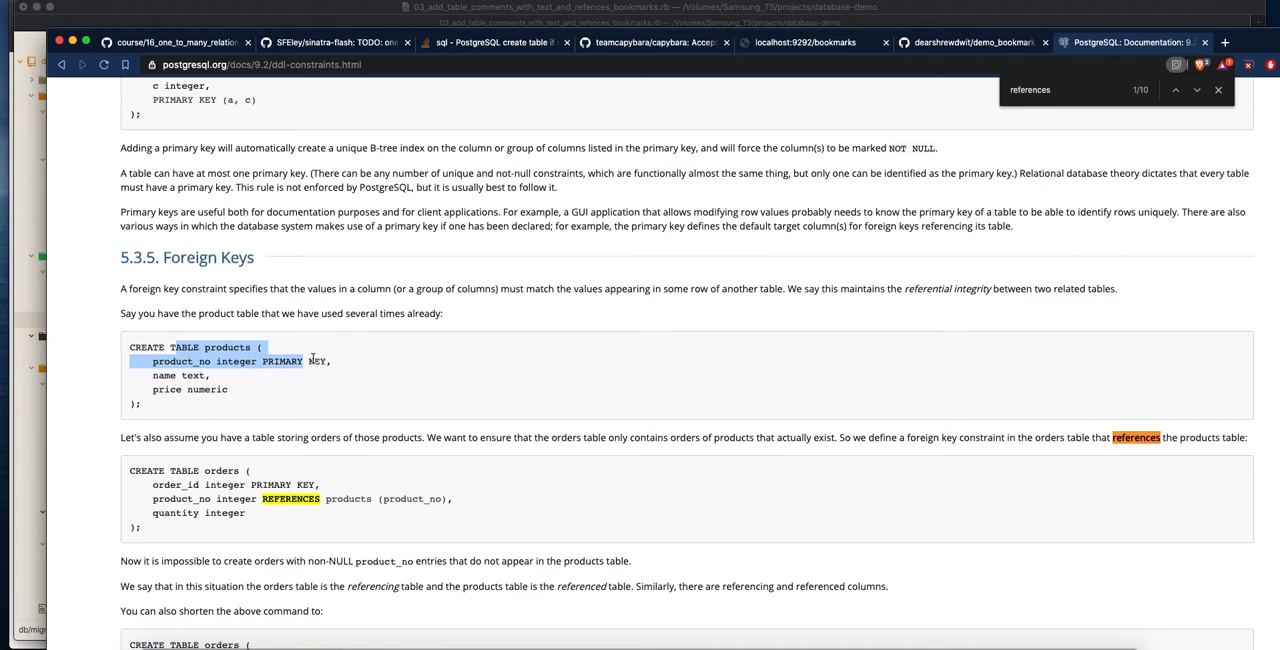 03_add_table_comments_with_text_and_refences_bookmarks.rb — /Volumes/Samsung_T5/projects/database-demo
03_add_table_comments_with_text_and_refences_bookmarks.rb — /Volumes/Samsung_T5/projects/database-demo
course/16_one_to_many_relation
SFEley/sinatra-flash: TODO: one
sql - PostgreSQL create table if
teamcapybara/capybara: Accept
localhost:9292/bookmarks
dearshrewdwit/demo_bookmark
PostgreSQL: Documentation: 9.2
postgresql.org/docs/9.2/ddl-constraints.html
references 1/10
c integer,
PRIMARY KEY (a, c)
);
Adding a primary key will automatically create a unique B-tree index on the column or group of columns listed in the primary key, and will force the column(s) to be marked NOT NULL.
A table can have at most one primary key. (There can be any number of unique and not-null constraints, which are functionally almost the same thing, but only one can be identified as the primary key.) Relational database theory dictates that every table
must have a primary key. This rule is not enforced by PostgreSQL, but it is usually best to follow it.
Primary keys are useful both for documentation purposes and for client applications. For example, a GUI application that allows modifying row values probably needs to know the primary key of a table to be able to identify rows uniquely. There are also
various ways in which the database system makes use of a primary key if one has been declared; for example, the primary key defines the default target column(s) for foreign keys referencing its table.
5.3.5. Foreign Keys
A foreign key constraint specifies that the values in a column (or a group of columns) must match the values appearing in some row of another table. We say this maintains the referential integrity between two related tables.
Say you have the product table that we have used several times already:
CREATE TABLE products (
product_no integer PRIMARY KEY,
name text,
price numeric
);
Let's also assume you have a table storing orders of those products. We want to ensure that the orders table only contains orders of products that actually exist. So we define a foreign key constraint in the orders table that references the products table:
CREATE TABLE orders (
order_id integer PRIMARY KEY,
product_no integer REFERENCES products (product_no),
quantity integer
);
Now it is impossible to create orders with non-NULL product_no entries that do not appear in the products table.
We say that in this situation the orders table is the referencing table and the products table is the referenced table. Similarly, there are referencing and referenced columns.
You can also shorten the above command to:
CREATE TABLE orders (
db/migr